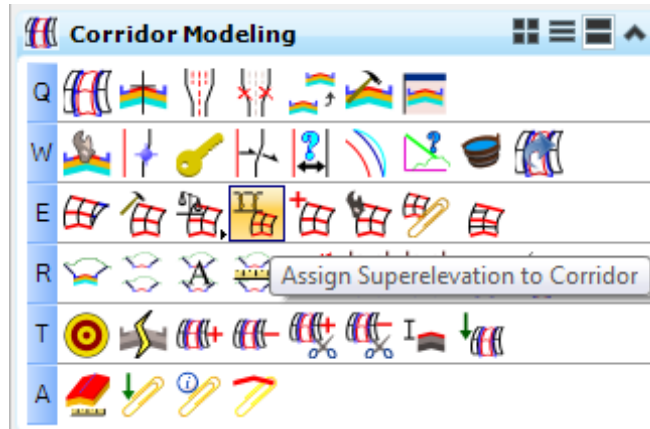 Corridor Modeling
Q
W
E
R
Assign Superelevation to Corridor
T
A